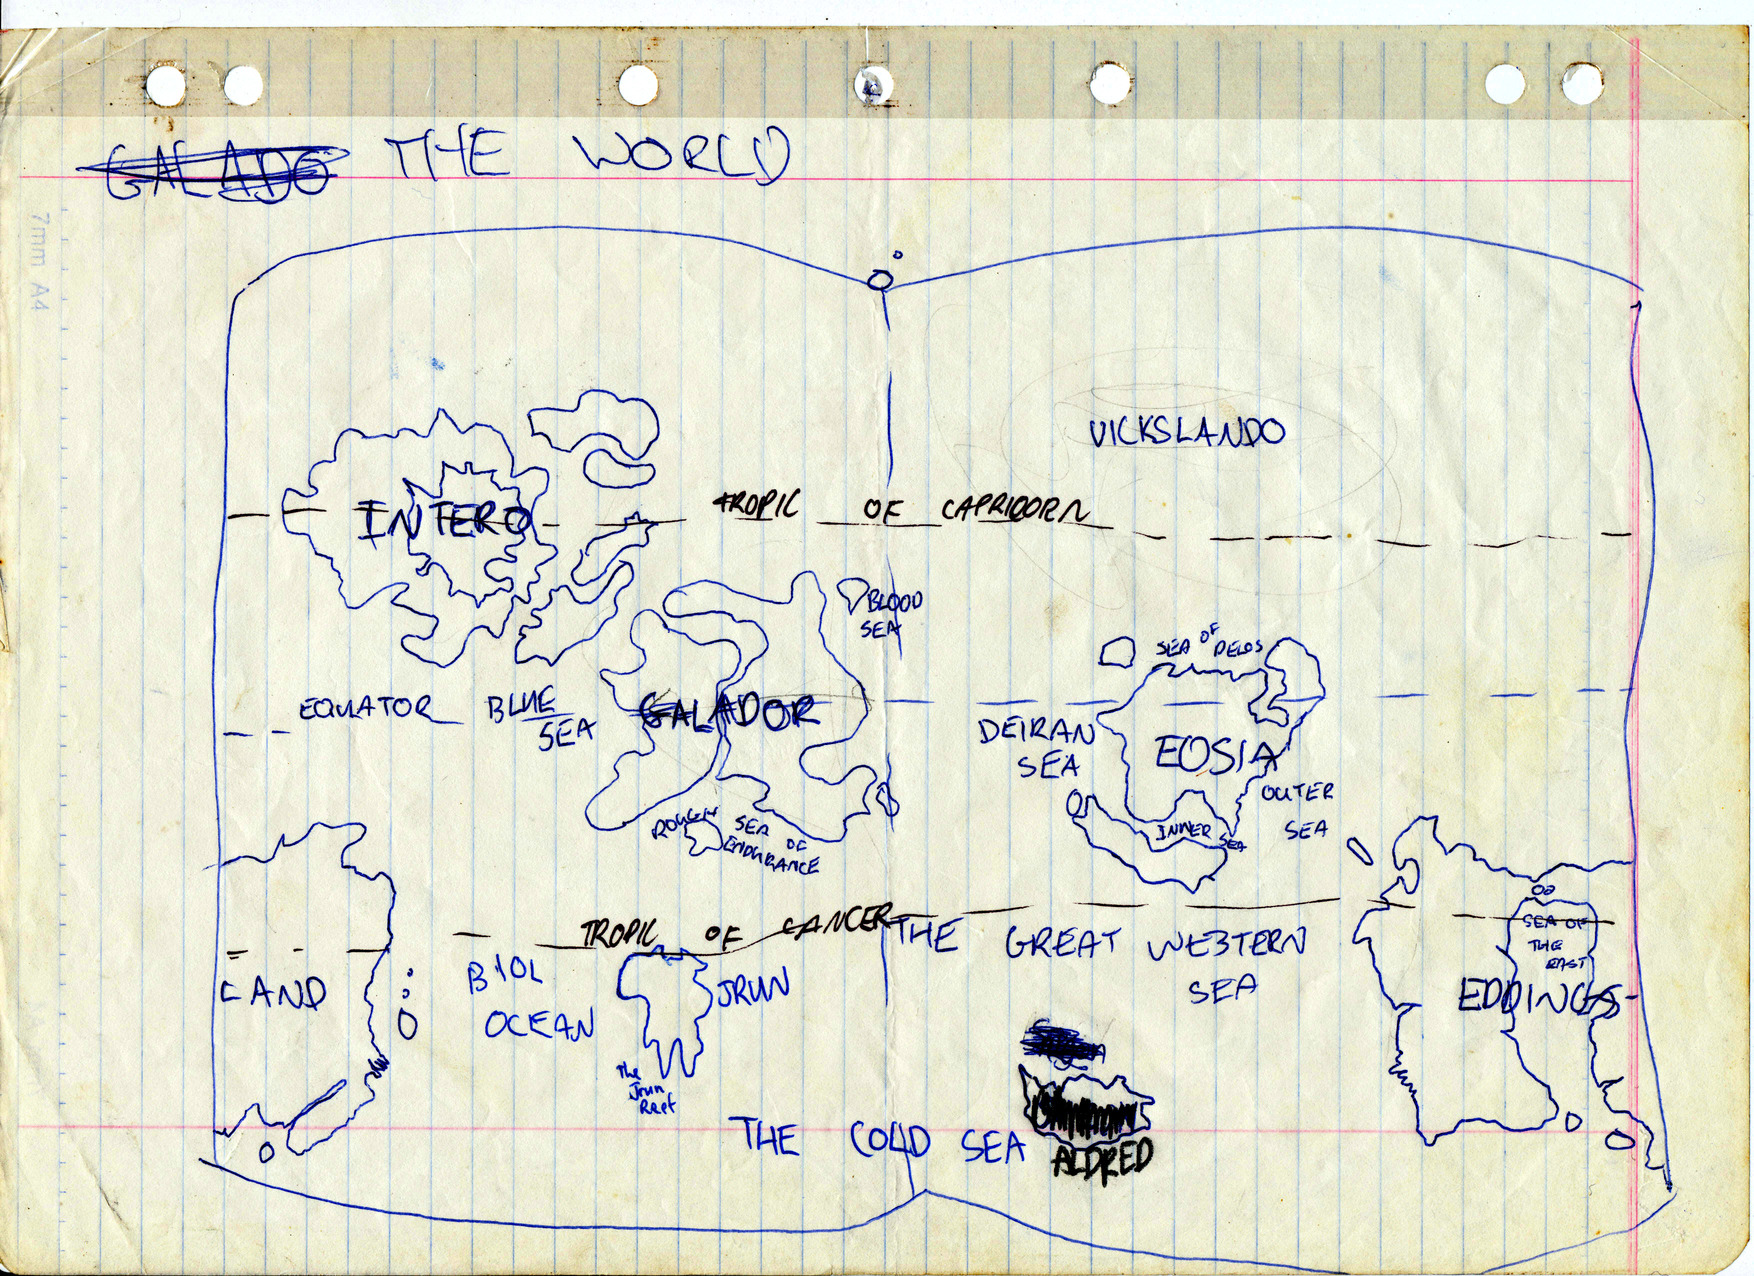 GALADO THE WORLD
7mm A4
VICKSLANDO
INTERO
TROPIC OF CAPRICORN
BLOOD
SEA
SEA OF DELOS
EQUATOR
BLUE
SEA
GALADOR
DEIRAN
SEA
EOSIA
OUTER
SEA
INNER SEA
ROUGH
SEA
OF
ENDURANCE
TROPIC OF CANCER
THE GREAT WESTERN
SEA
SEA OF
THE
EAST
LAND
EDDINGS
BIOL
OCEAN
JRUN
The
Jrun
Reef
THE COLD SEA
ALDRED